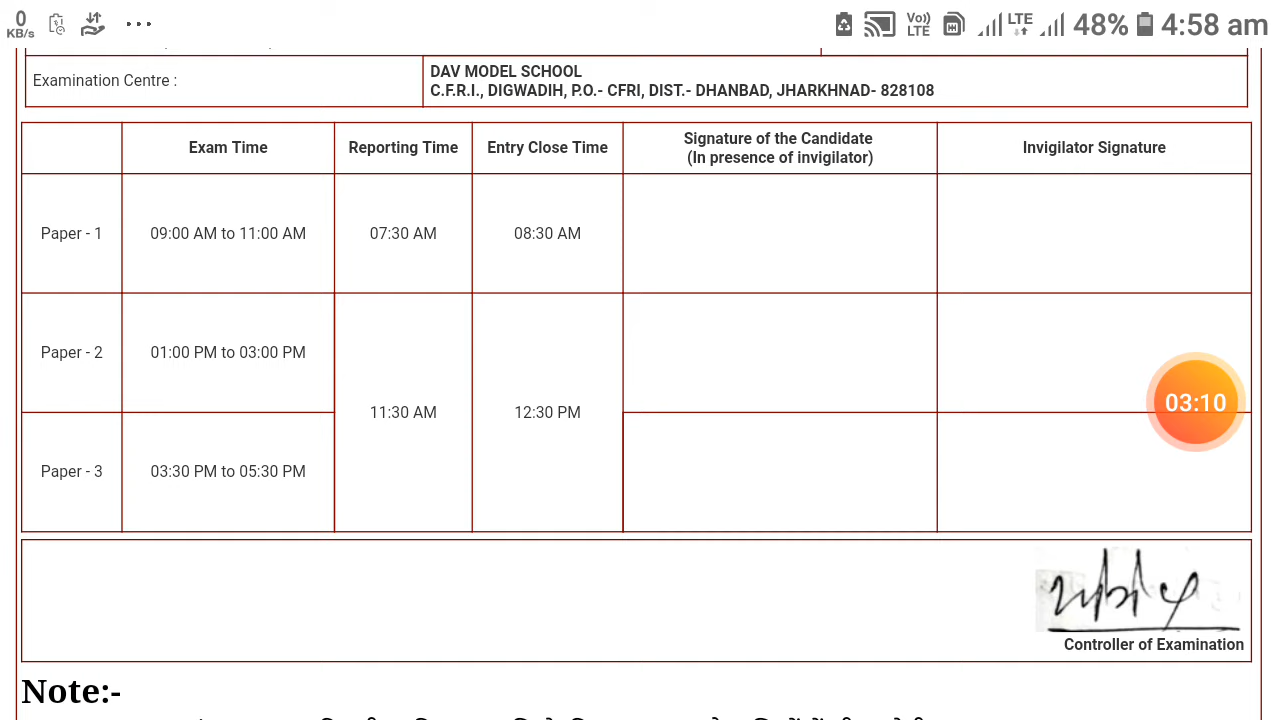 0
KB/s
Vo))
LTE
LTE
48%
4:58 am
Examination Centre :
DAV MODEL SCHOOL
C.F.R.I., DIGWADIH, P.O.- CFRI, DIST.- DHANBAD, JHARKHNAD- 828108
Exam Time
Reporting Time
Entry Close Time
Signature of the Candidate
(In presence of invigilator)
Invigilator Signature
Paper - 1
09:00 AM to 11:00 AM
07:30 AM
08:30 AM
Paper - 2
01:00 PM to 03:00 PM
11:30 AM
12:30 PM
Paper - 3
03:30 PM to 05:30 PM
03:10
Controller of Examination
Note:-